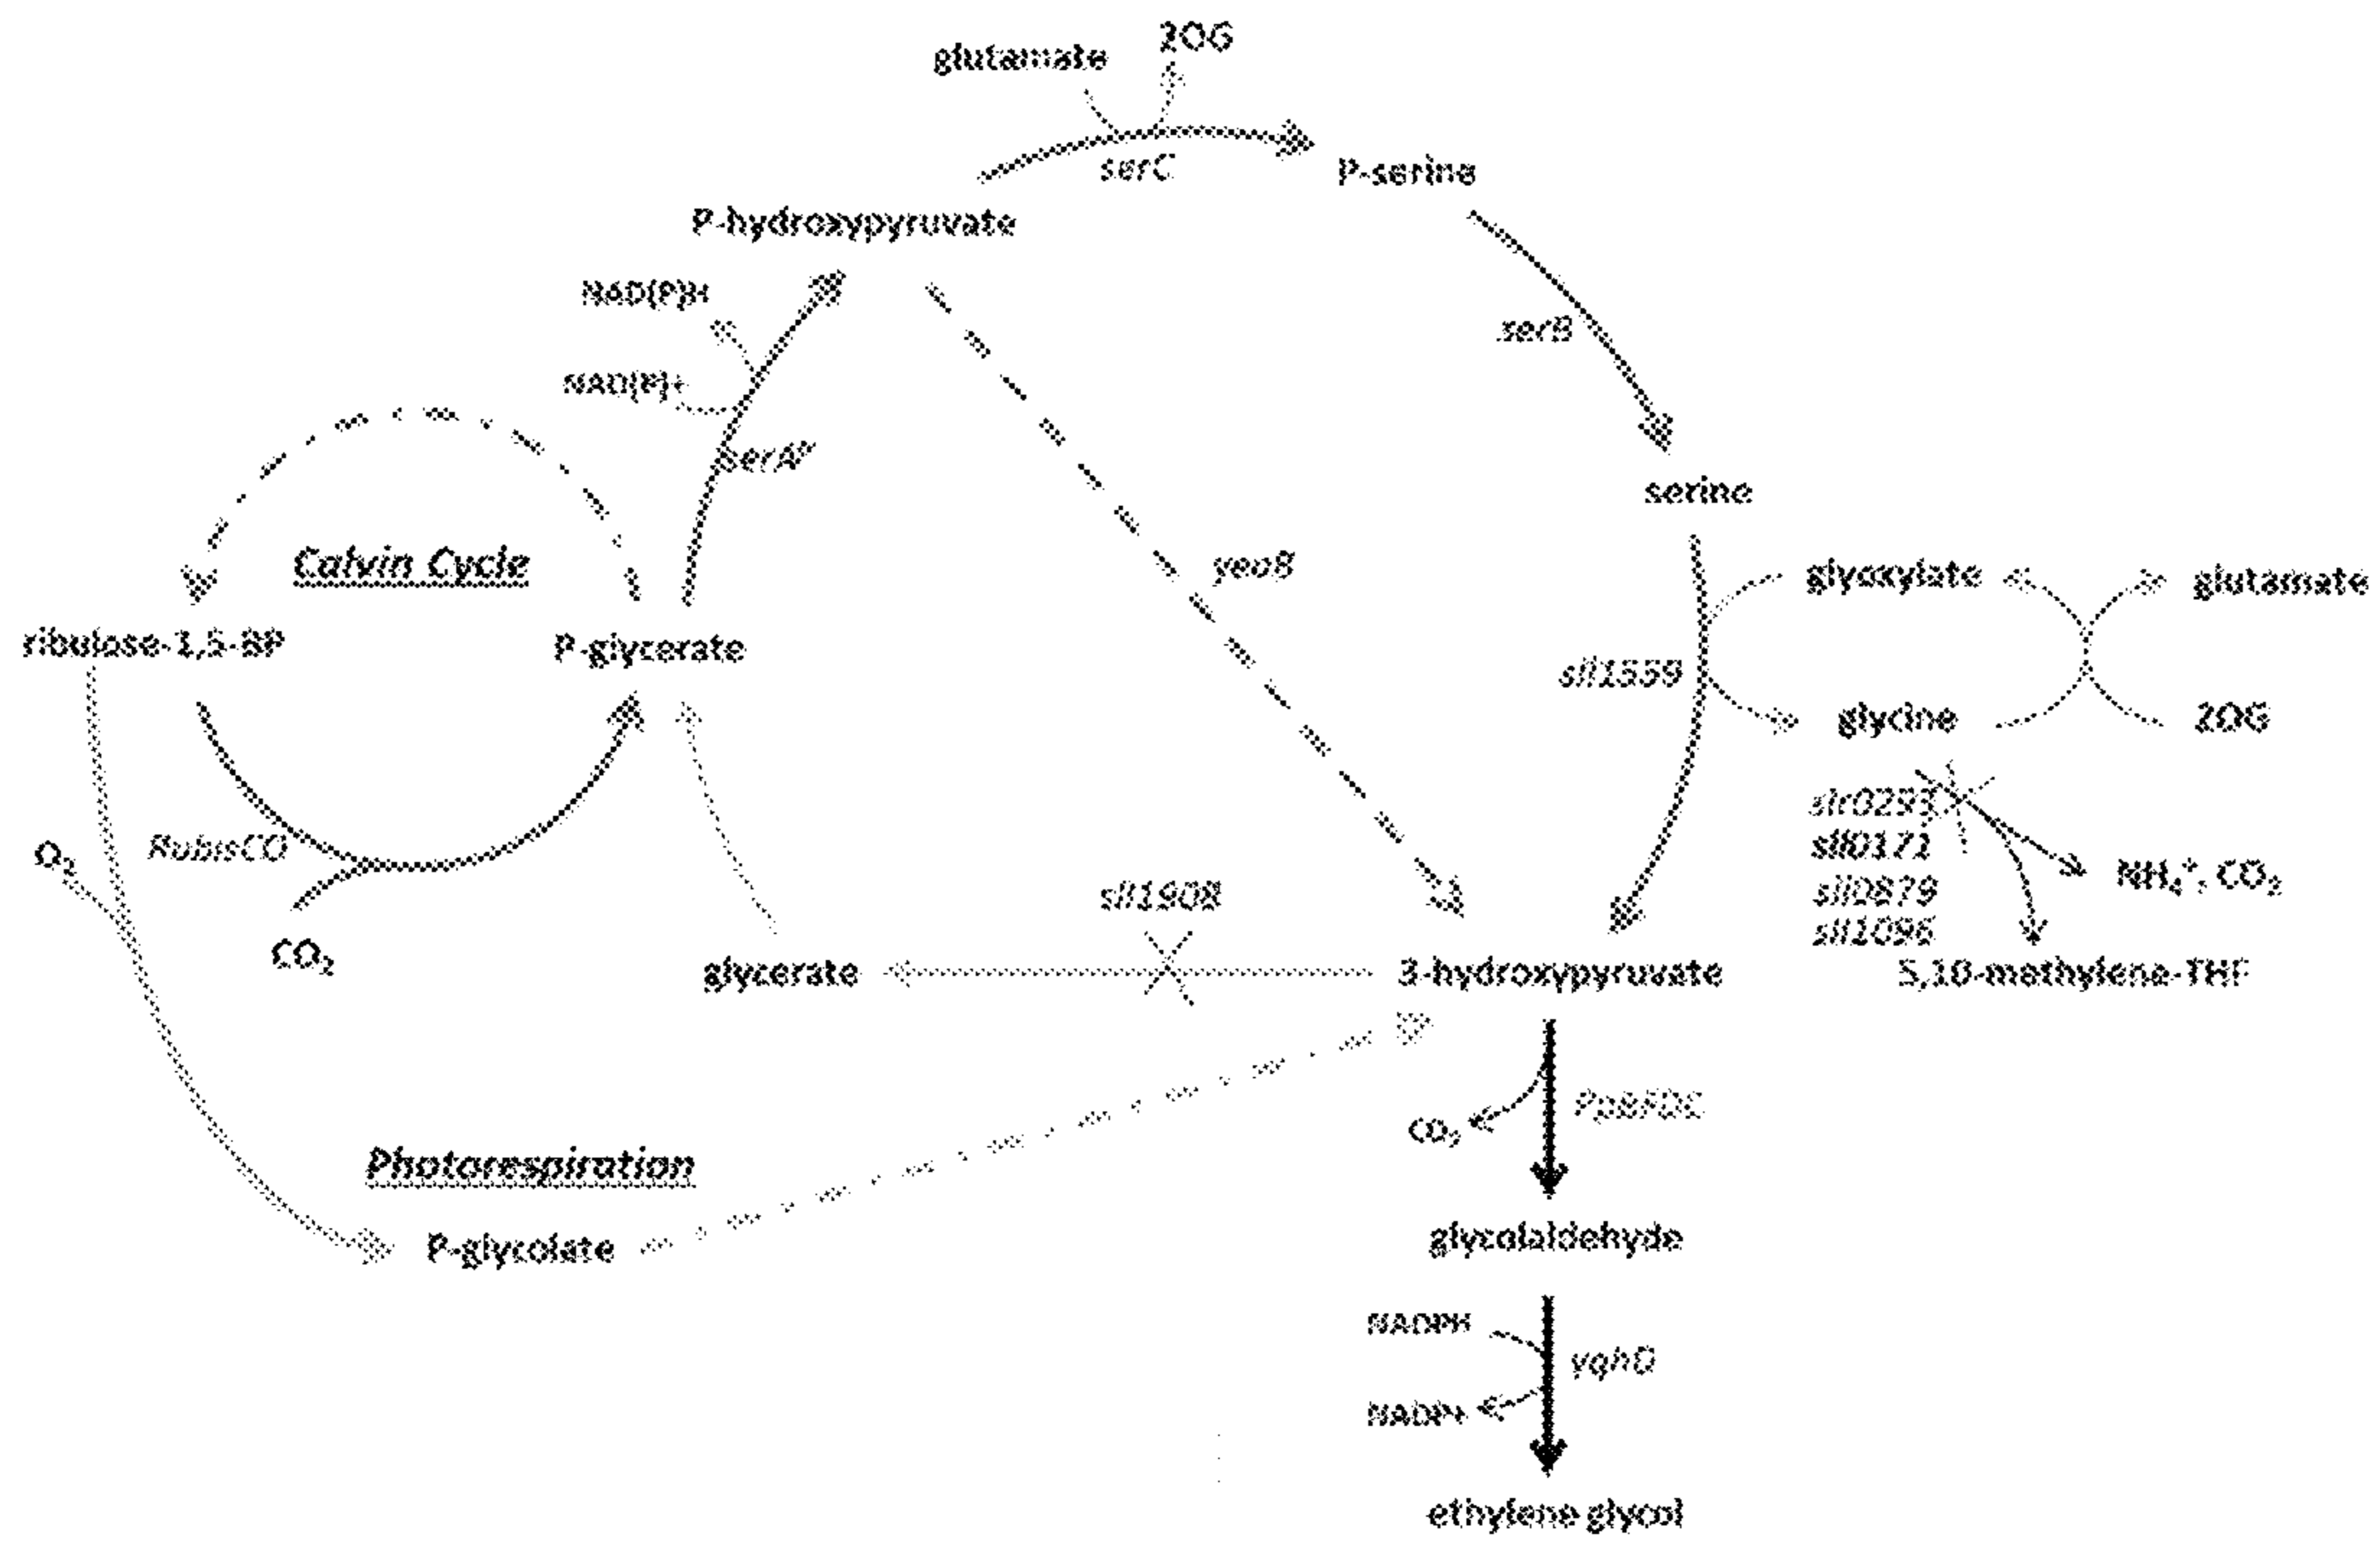 glutamate
2OG
serC
P-serine
P-hydroxypyruvate
NAD(P)H
NAD(P)+
serB
serine
Calvin Cycle
yeaB
glyoxylate
glutamate
ribulose-1,5-BP
P-glycerate
sll1559
glycine
2OG
slr0293
sll0171
sll0879
sll1096
NH₄⁺, CO₂
O₂
RubisCO
CO₂
sll1908
glycerate
3-hydroxypyruvate
5,10-methylene-THF
CO₂
Photorespiration
P-glycolate
glycolaldehyde
NADPH
yqhD
NADP+
ethylene glycol